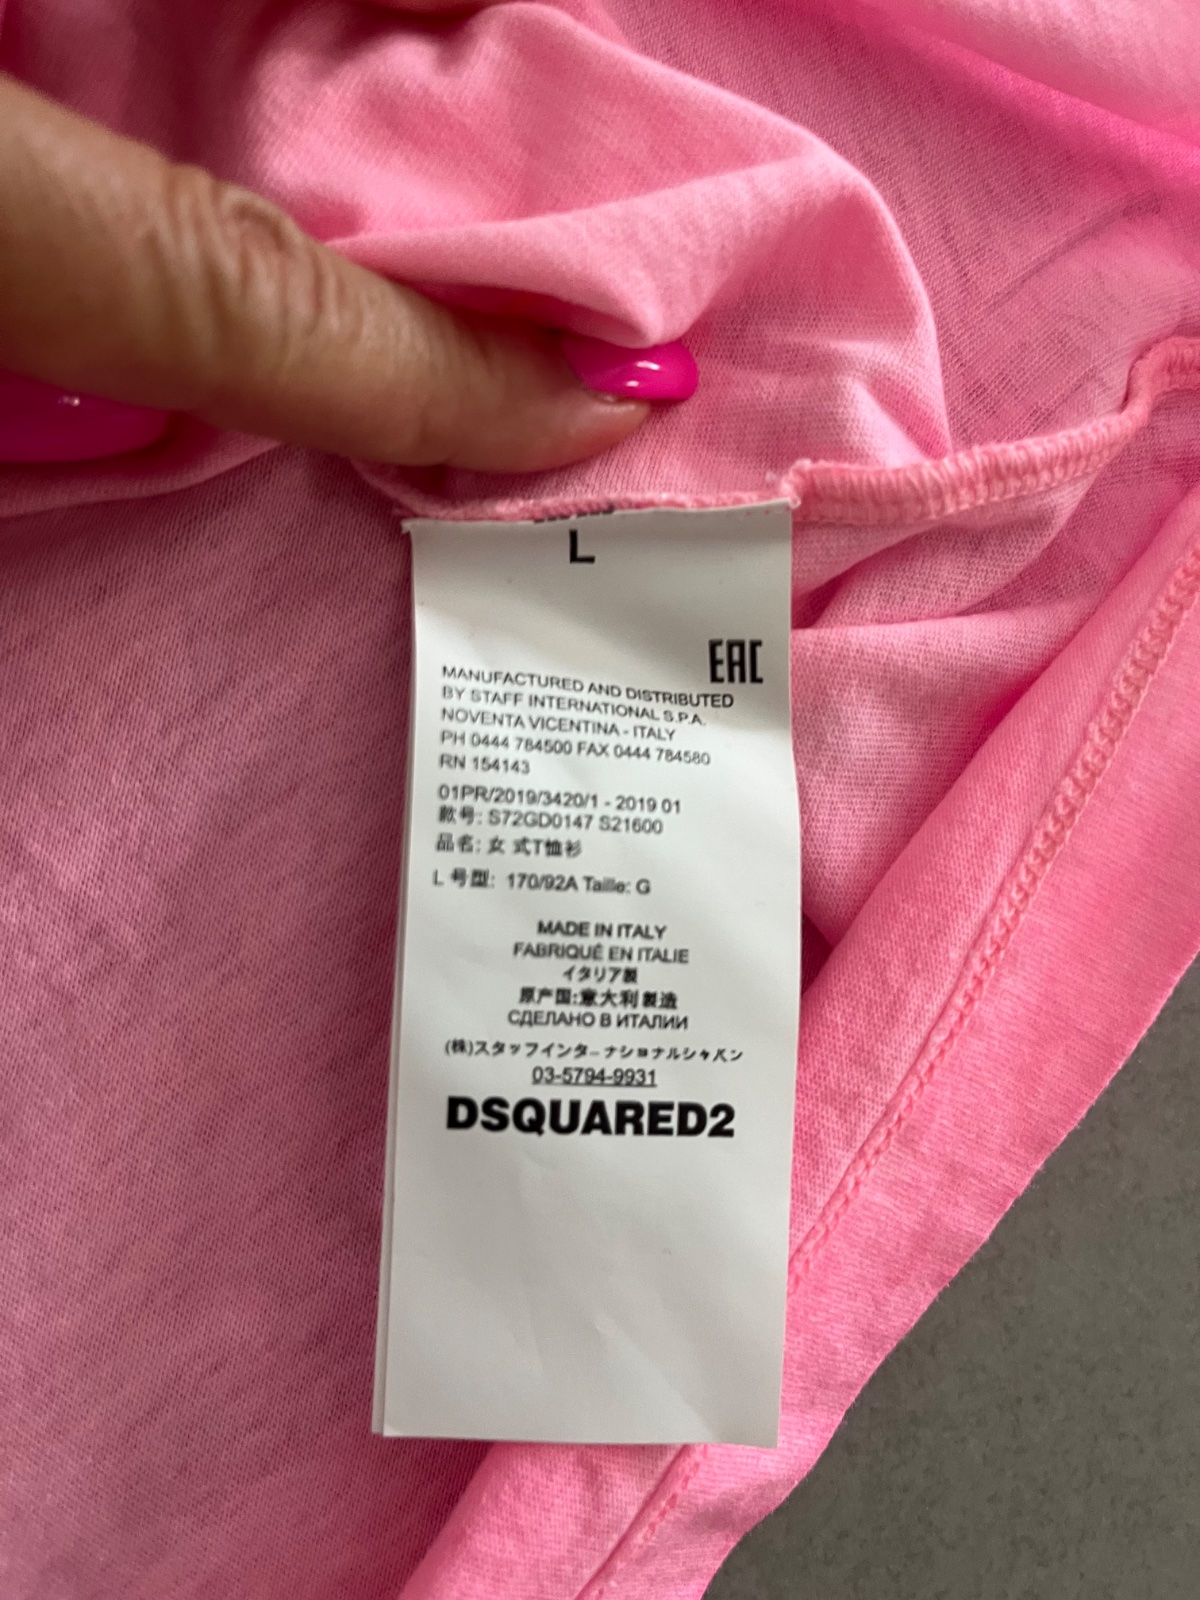 L
EAC
MANUFACTURED AND DISTRIBUTED
BY STAFF INTERNATIONAL S.P.A.
NOVENTA VICENTINA - ITALY
PH 0444 784500 FAX 0444 784580
RN 154143
01PR/2019/3420/1 - 2019 01
款号: S72GD0147 S21600
品名: 女 式T恤衫
L 号型: 170/92A Taille: G
MADE IN ITALY
FABRIQUÉ EN ITALIE
イタリア製
原产国:意大利製造
СДЕЛАНО В ИТАЛИИ
(株)スタッフインターナショナルシャパン
03-5794-9931
DSQUARED2